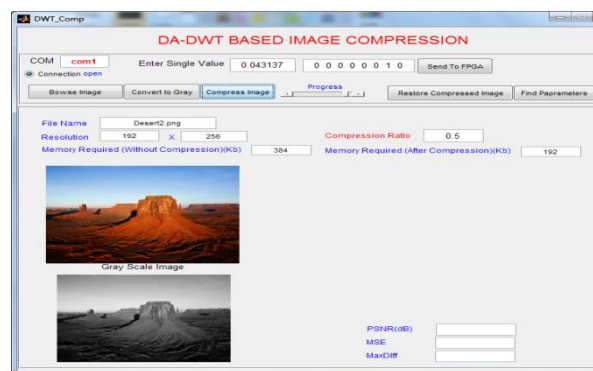 DWT_Comp
DA-DWT BASED IMAGE COMPRESSION
COM com1 Enter Single Value 0.043137 0 0 0 0 0 0 1 0 Send To FPGA
Connection open
Bowse Image Convert to Gray Compress Image Progress Restore Compressed Image Find Paprameters
File Name Desert2.png
Resolution 192 X 256 Compression Ratio 0.5
Memory Required (Without Compression)(Kb) 384 Memory Required (After Compression)(Kb) 192
Gray Scale Image
PSNR(dB)
MSE
MaxDiff